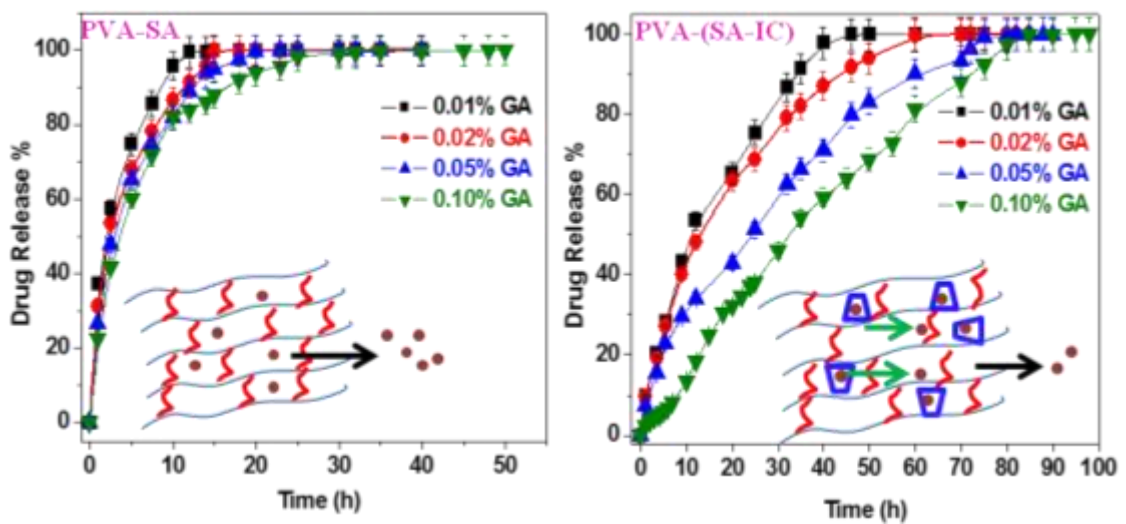 PVA-SA
100
80
60
40
20
0
Drug Release %
0.01% GA
0.02% GA
0.05% GA
0.10% GA
0 10 20 30 40 50
Time (h)
PVA-(SA-IC)
100
80
60
40
20
0
Drug Release %
0.01% GA
0.02% GA
0.05% GA
0.10% GA
0 10 20 30 40 50 60 70 80 90 100
Time (h)